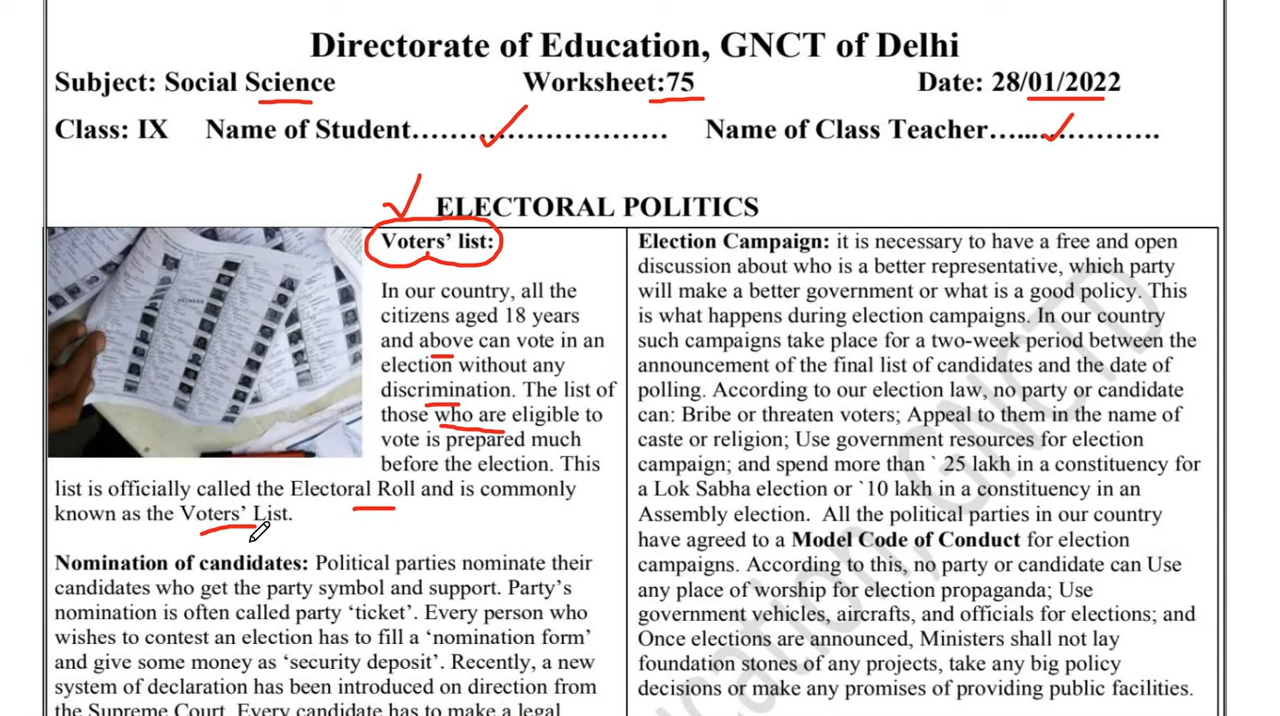 Directorate of Education, GNCT of Delhi
Subject: Social Science Worksheet:75 Date: 28/01/2022
Class: IX Name of Student………………………… Name of Class Teacher…..…………….
ELECTORAL POLITICS
Voters’ list:
In our country, all the
citizens aged 18 years
and above can vote in an
election without any
discrimination. The list of
those who are eligible to
vote is prepared much
before the election. This
list is officially called the Electoral Roll and is commonly
known as the Voters’ List.
Nomination of candidates: Political parties nominate their
candidates who get the party symbol and support. Party’s
nomination is often called party ‘ticket’. Every person who
wishes to contest an election has to fill a ‘nomination form’
and give some money as ‘security deposit’. Recently, a new
system of declaration has been introduced on direction from
the Supreme Court. Every candidate has to make a legal
Election Campaign: it is necessary to have a free and open
discussion about who is a better representative, which party
will make a better government or what is a good policy. This
is what happens during election campaigns. In our country
such campaigns take place for a two-week period between the
announcement of the final list of candidates and the date of
polling. According to our election law, no party or candidate
can: Bribe or threaten voters; Appeal to them in the name of
caste or religion; Use government resources for election
campaign; and spend more than ` 25 lakh in a constituency for
a Lok Sabha election or `10 lakh in a constituency in an
Assembly election. All the political parties in our country
have agreed to a Model Code of Conduct for election
campaigns. According to this, no party or candidate can Use
any place of worship for election propaganda; Use
government vehicles, aircrafts, and officials for elections; and
Once elections are announced, Ministers shall not lay
foundation stones of any projects, take any big policy
decisions or make any promises of providing public facilities.